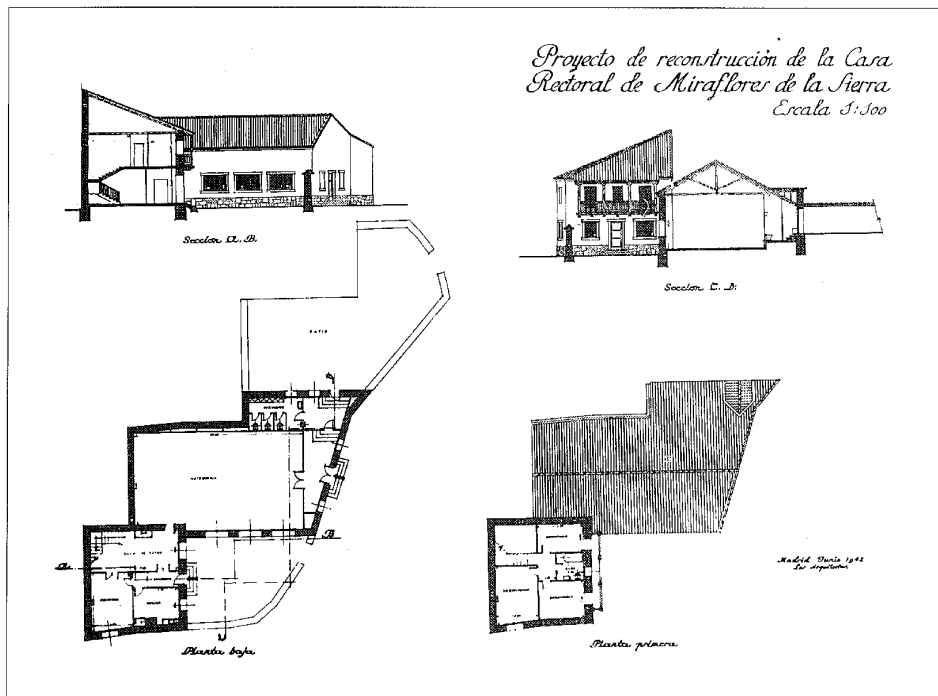 Proyecto de reconstrucción de la Casa
Rectoral de Miraflores de la Sierra
Escala 1:100
Seccion A. B.
Seccion C. D.
PATIO
B
A
Planta baja
Planta primera
Madrid Junio 1942
Los Arquitectos